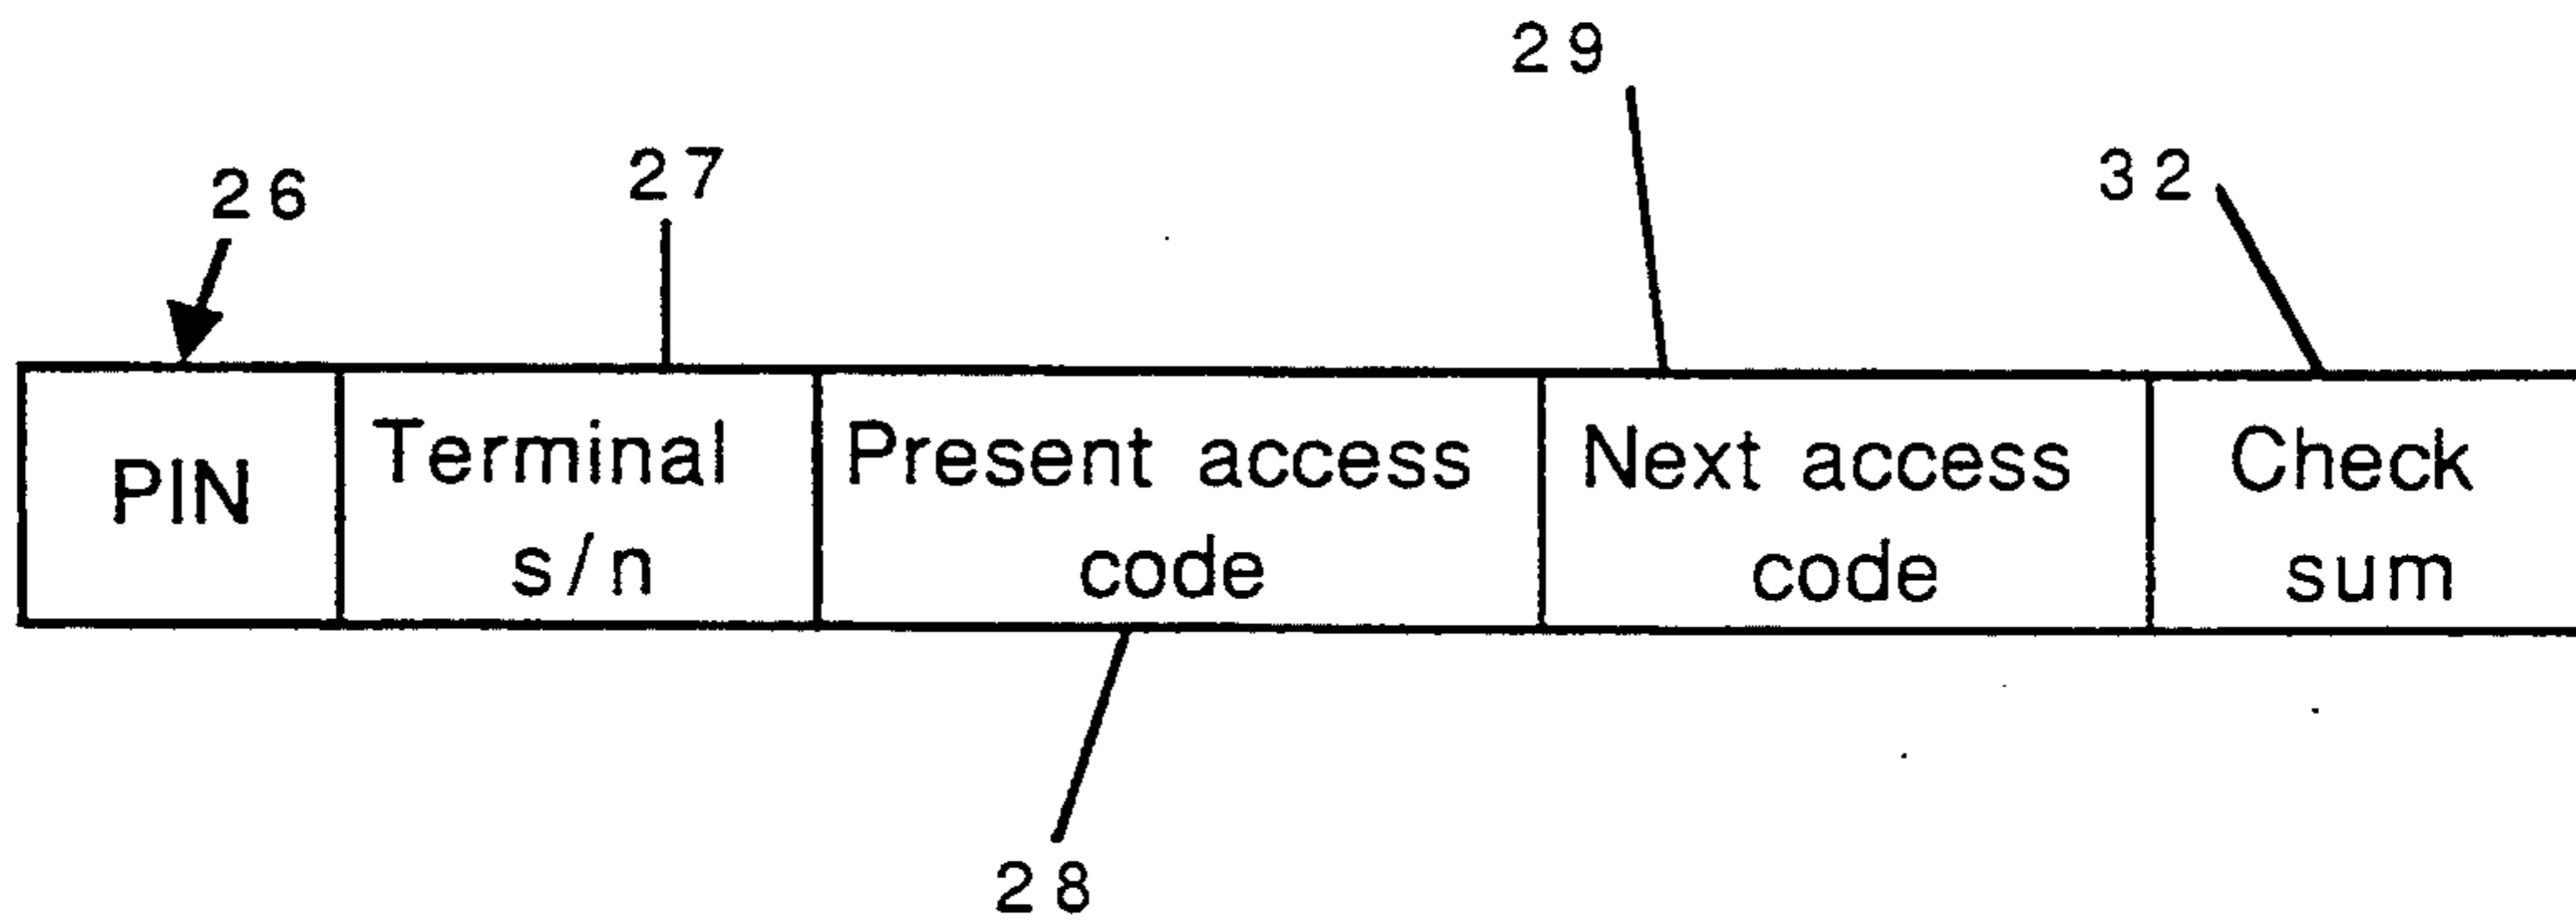 29
27
32
26
PIN
Terminal
s/n
Present access
code
Next access
code
Check
sum
28